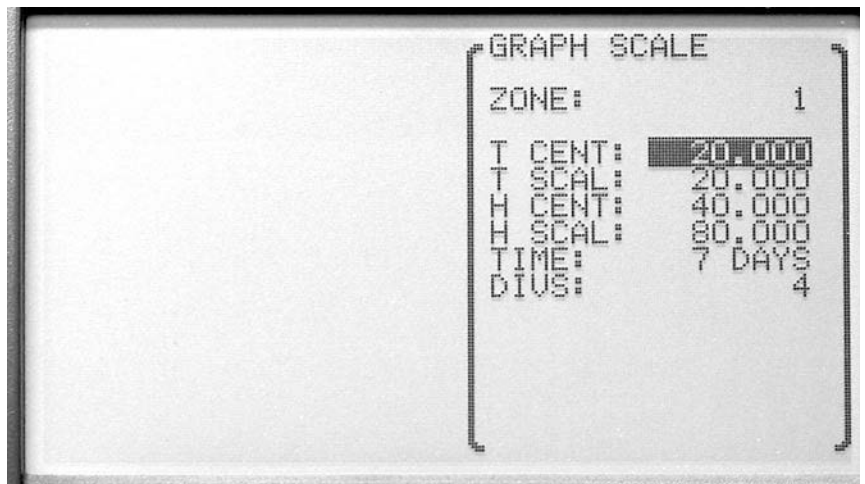 GRAPH SCALE
ZONE: 1
T CENT: 20.000
T SCAL: 20.000
H CENT: 40.000
H SCAL: 80.000
TIME: 7 DAYS
DIVS: 4